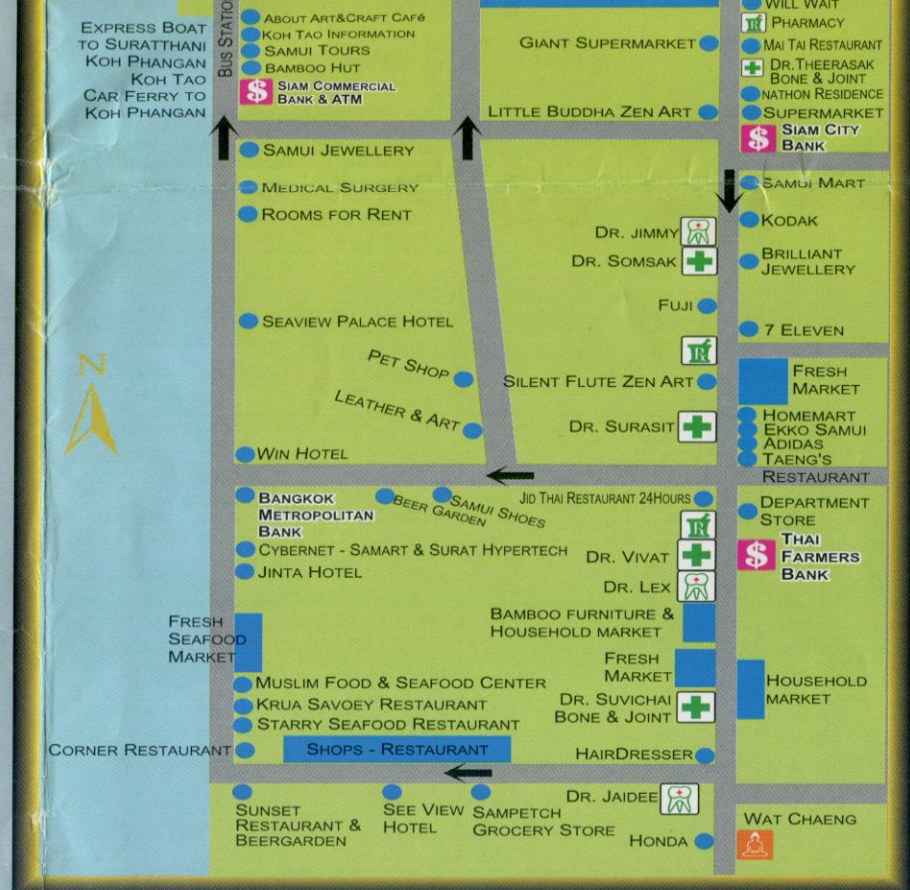 EXPRESS BOAT
TO SURATTHANI
KOH PHANGAN
KOH TAO
CAR FERRY TO
KOH PHANGAN
BUS STATION
ABOUT ART&CRAFT CAFé
KOH TAO INFORMATION
SAMUI TOURS
BAMBOO HUT
$ SIAM COMMERCIAL
BANK & ATM
GIANT SUPERMARKET
LITTLE BUDDHA ZEN ART
WILL WAIT
PHARMACY
MAI TAI RESTAURANT
DR.THEERASAK
BONE & JOINT
NATHON RESIDENCE
SUPERMARKET
$ SIAM CITY
BANK
SAMUI JEWELLERY
MEDICAL SURGERY
ROOMS FOR RENT
SEAVIEW PALACE HOTEL
PET SHOP
LEATHER & ART
WIN HOTEL
DR. JIMMY
DR. SOMSAK
FUJI
SILENT FLUTE ZEN ART
DR. SURASIT
SAMUI MART
KODAK
BRILLIANT
JEWELLERY
7 ELEVEN
FRESH
MARKET
HOMEMART
EKKO SAMUI
ADIDAS
TAENG'S
RESTAURANT
N
BANGKOK
METROPOLITAN
BANK
BEER GARDEN
SAMUI SHOES
JID THAI RESTAURANT 24HOURS
CYBERNET - SAMART & SURAT HYPERTECH
JINTA HOTEL
DR. VIVAT
DR. LEX
DEPARTMENT
STORE
$ THAI
FARMERS
BANK
FRESH
SEAFOOD
MARKET
BAMBOO FURNITURE &
HOUSEHOLD MARKET
FRESH
MARKET
HOUSEHOLD
MARKET
MUSLIM FOOD & SEAFOOD CENTER
KRUA SAVOEY RESTAURANT
STARRY SEAFOOD RESTAURANT
DR. SUVICHAI
BONE & JOINT
CORNER RESTAURANT
SHOPS - RESTAURANT
HAIRDRESSER
SUNSET
RESTAURANT &
BEERGARDEN
SEE VIEW
HOTEL
SAMPETCH
GROCERY STORE
DR. JAIDEE
HONDA
WAT CHAENG